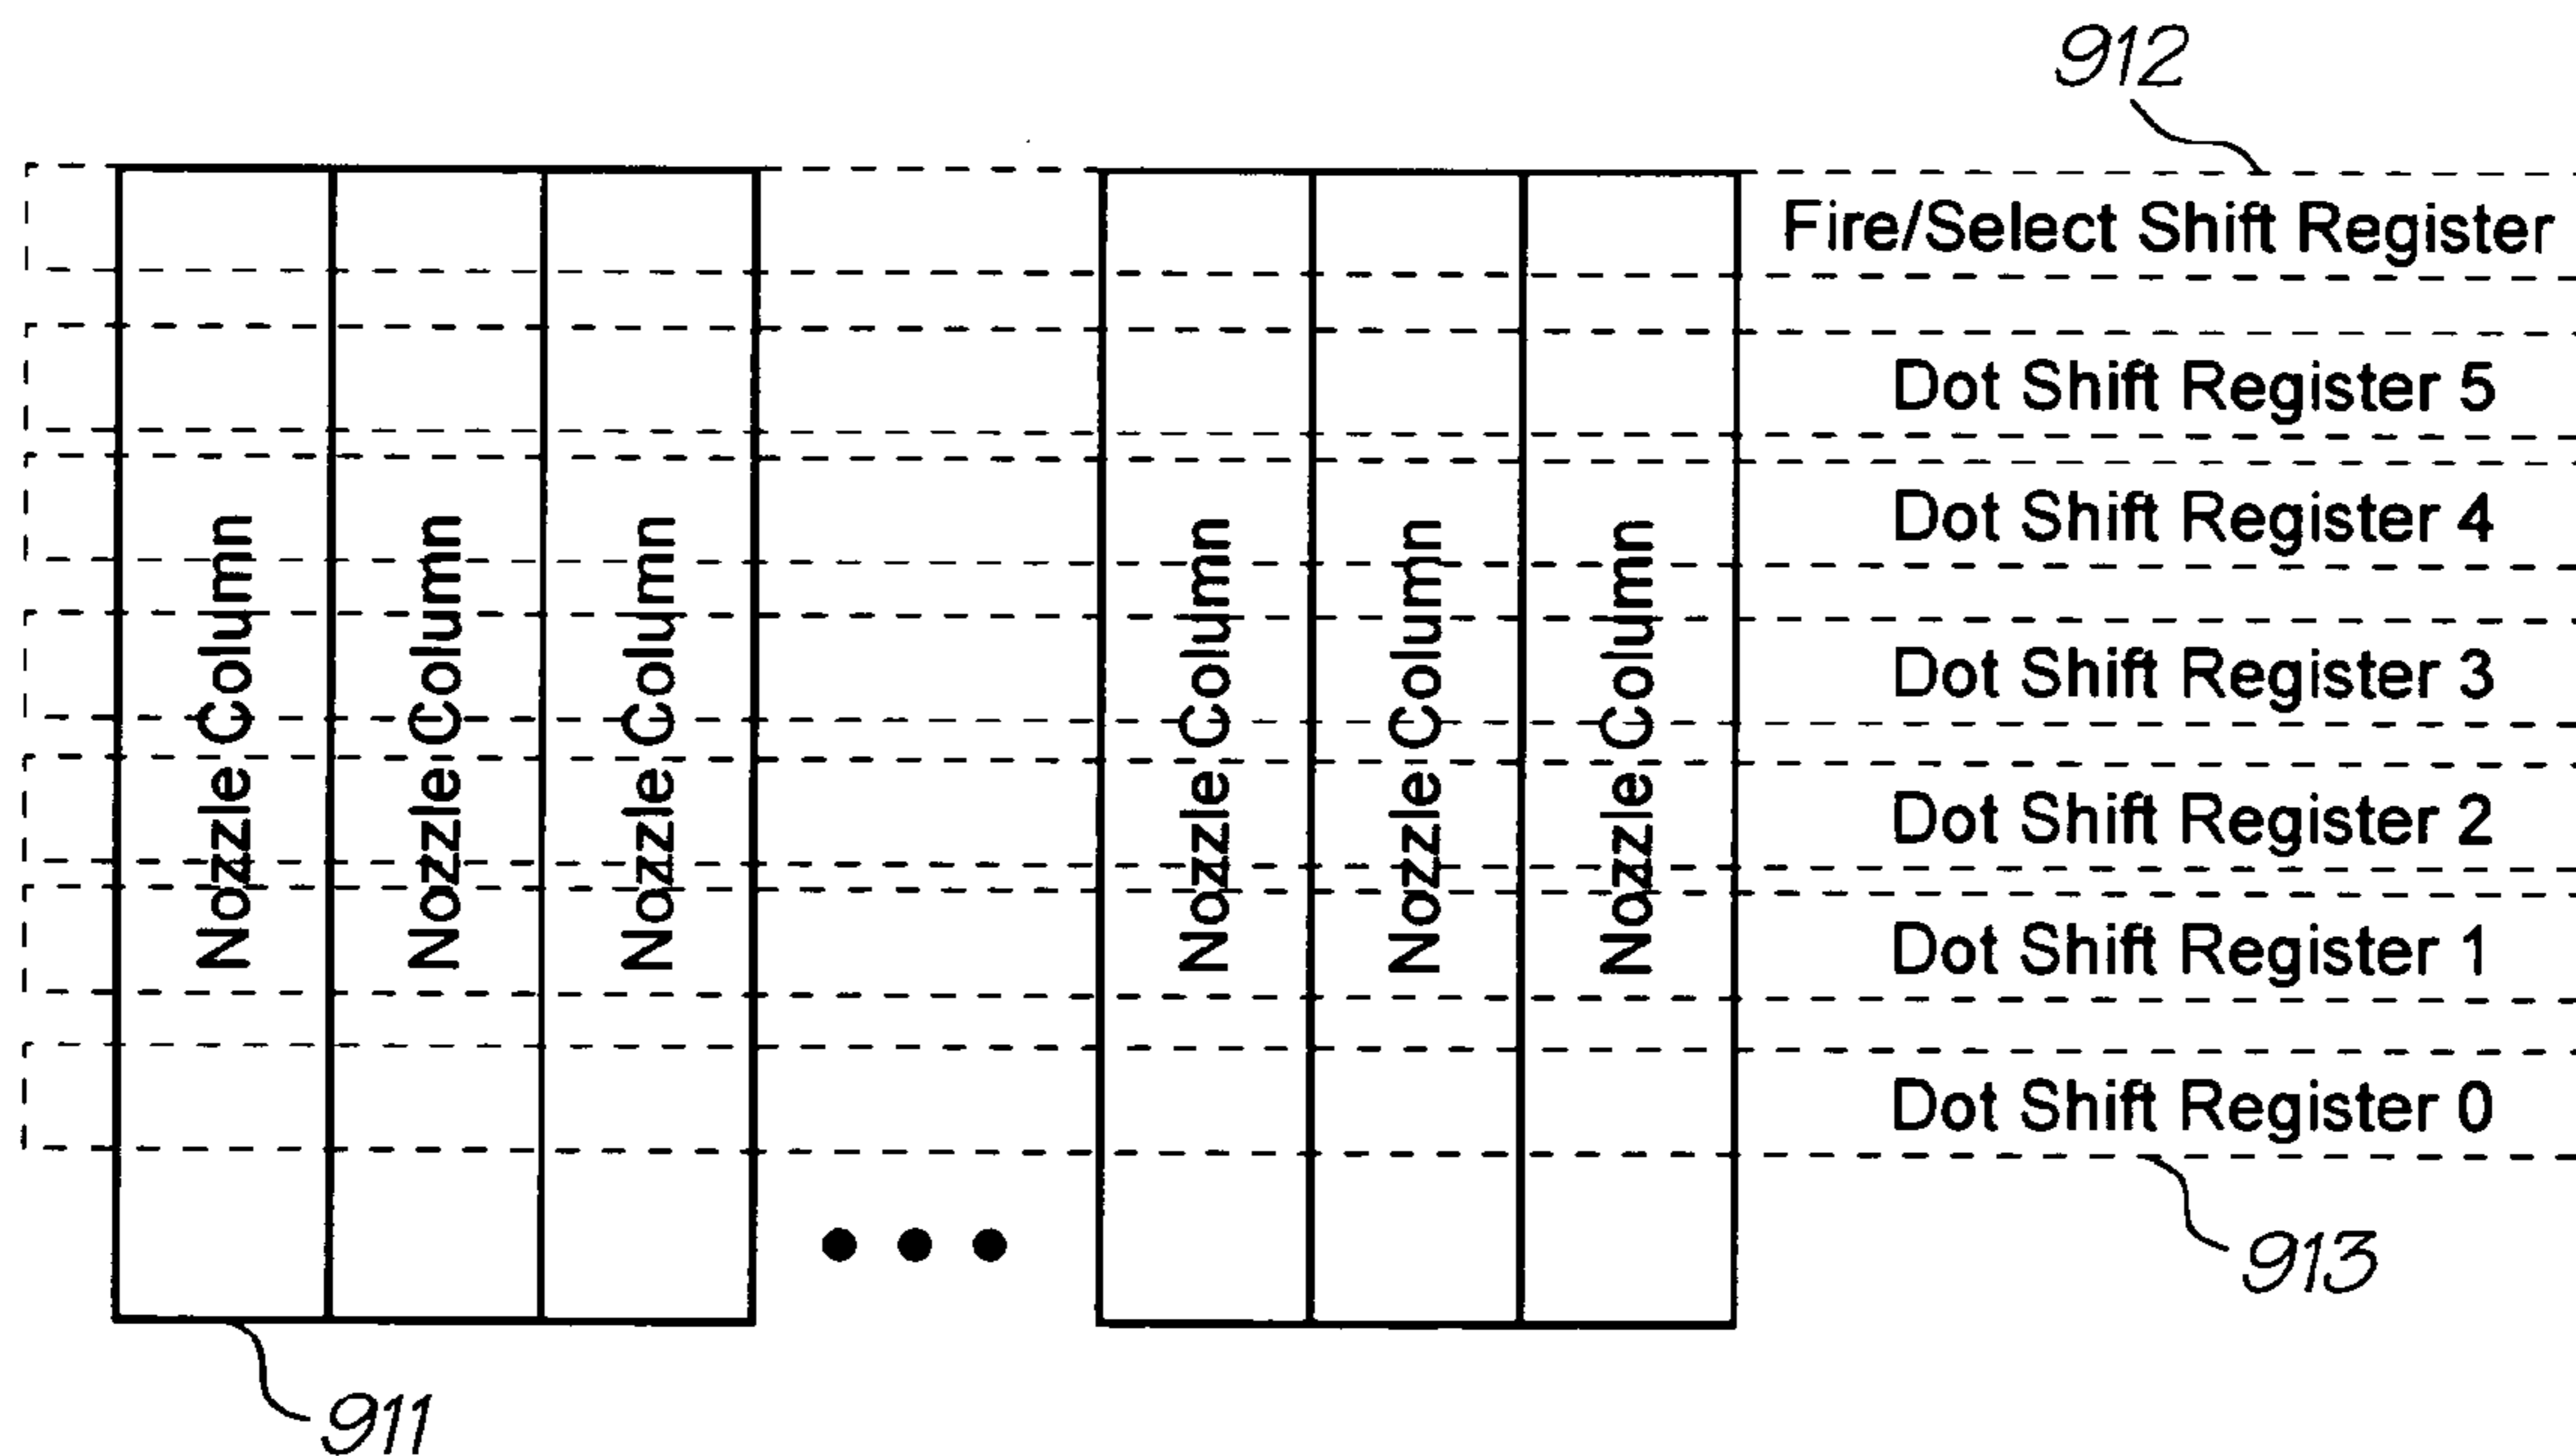 912
Fire/Select Shift Register
Dot Shift Register 5
Dot Shift Register 4
Dot Shift Register 3
Dot Shift Register 2
Dot Shift Register 1
Dot Shift Register 0
Nozzle Column
Nozzle Column
Nozzle Column
Nozzle Column
Nozzle Column
Nozzle Column
913
911